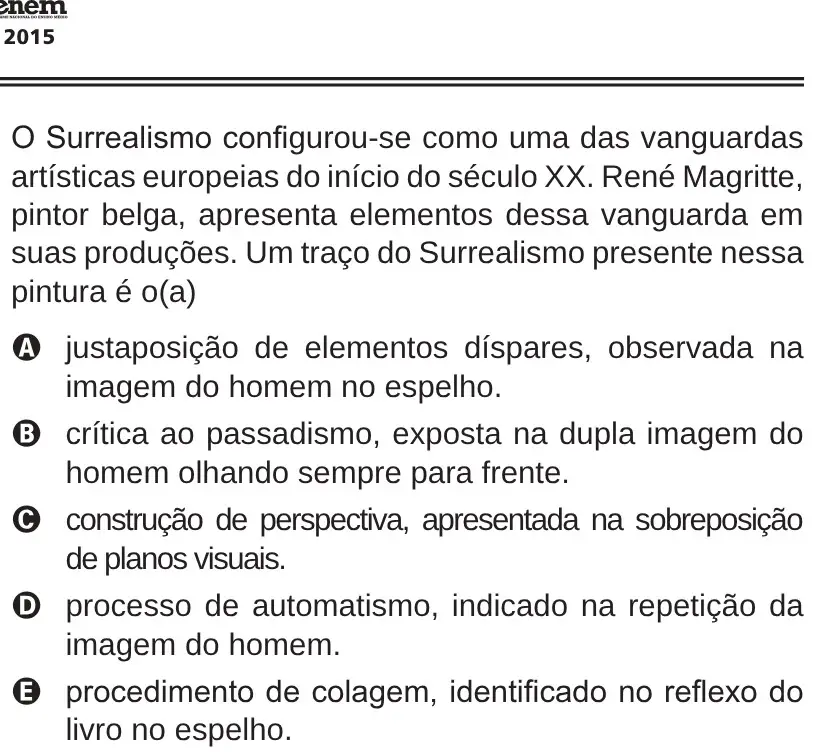 enem
2015
O Surrealismo configurou-se como uma das vanguardas
artísticas europeias do início do século XX. René Magritte,
pintor belga, apresenta elementos dessa vanguarda em
suas produções. Um traço do Surrealismo presente nessa
pintura é o(a)
A justaposição de elementos díspares, observada na
imagem do homem no espelho.
B crítica ao passadismo, exposta na dupla imagem do
homem olhando sempre para frente.
C construção de perspectiva, apresentada na sobreposição
de planos visuais.
D processo de automatismo, indicado na repetição da
imagem do homem.
E procedimento de colagem, identificado no reflexo do
livro no espelho.